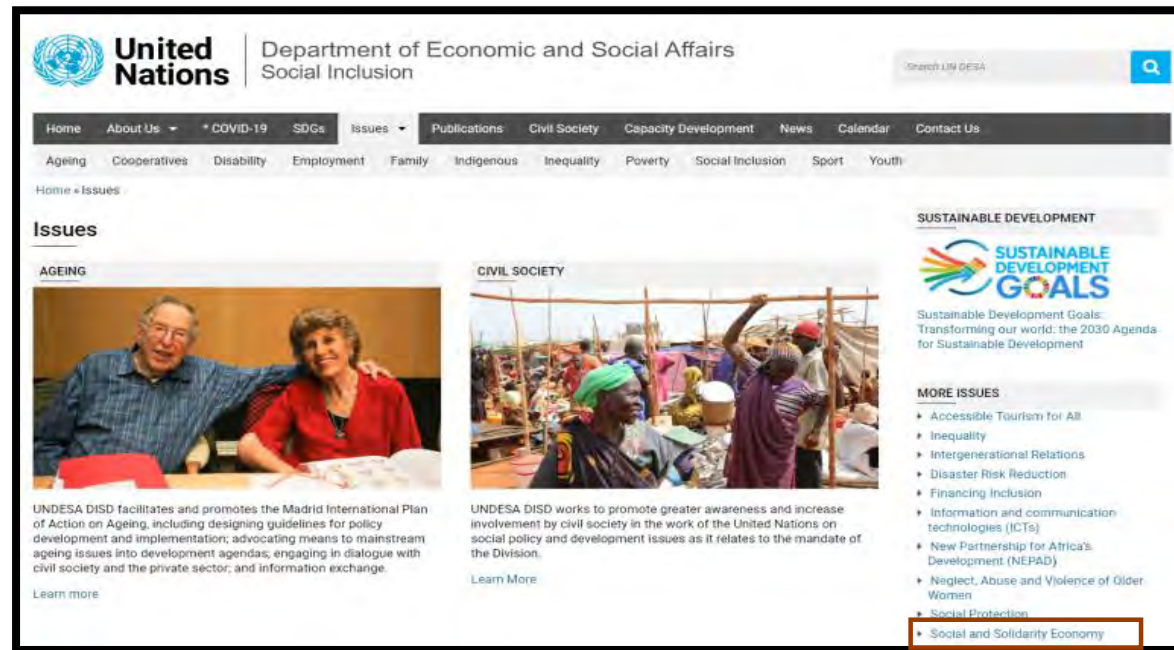 United
Nations
Department of Economic and Social Affairs
Social Inclusion
Search UN DESA
Home About Us * COVID-19 SDGs Issues Publications Civil Society Capacity Development News Calendar Contact Us
Ageing Cooperatives Disability Employment Family Indigenous Inequality Poverty Social Inclusion Sport Youth
Home » Issues
Issues
AGEING
UNDESA DISD facilitates and promotes the Madrid International Plan
of Action on Ageing, including designing guidelines for policy
development and implementation; advocating means to mainstream
ageing issues into development agendas; engaging in dialogue with
civil society and the private sector; and information exchange.
Learn more
CIVIL SOCIETY
UNDESA DISD works to promote greater awareness and increase
involvement by civil society in the work of the United Nations on
social policy and development issues as it relates to the mandate of
the Division.
Learn More
SUSTAINABLE DEVELOPMENT
SUSTAINABLE
DEVELOPMENT
GOALS
Sustainable Development Goals:
Transforming our world: the 2030 Agenda
for Sustainable Development
MORE ISSUES
Accessible Tourism for All
Inequality
Intergenerational Relations
Disaster Risk Reduction
Financing Inclusion
Information and communication
technologies (ICTs)
New Partnership for Africa's
Development (NEPAD)
Neglect, Abuse and Violence of Older
Women
Social Protection
Social and Solidarity Economy